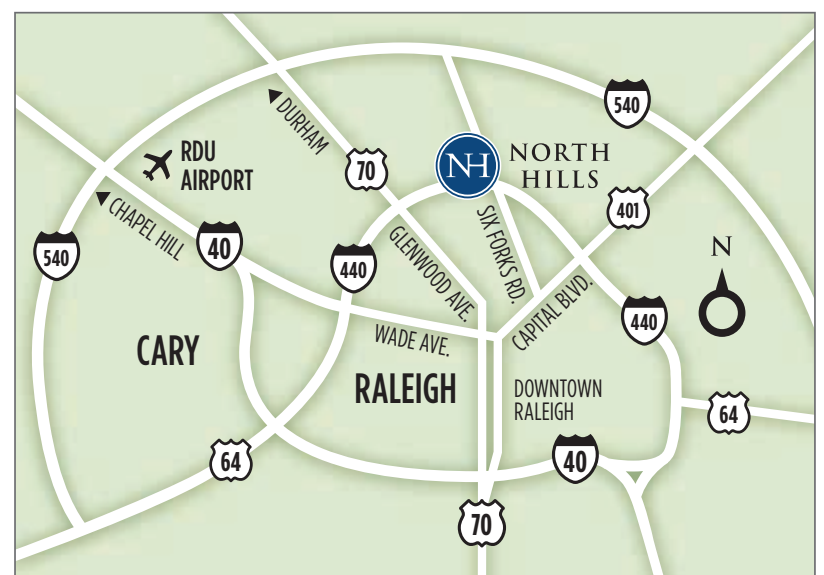 540
DURHAM
RDU
AIRPORT
70
NH
NORTH
HILLS
401
CHAPEL HILL
540
40
440
GLENWOOD AVE.
SIX FORKS RD.
N
CAPITAL BLVD.
440
CARY
WADE AVE.
RALEIGH
DOWNTOWN
RALEIGH
64
64
40
70